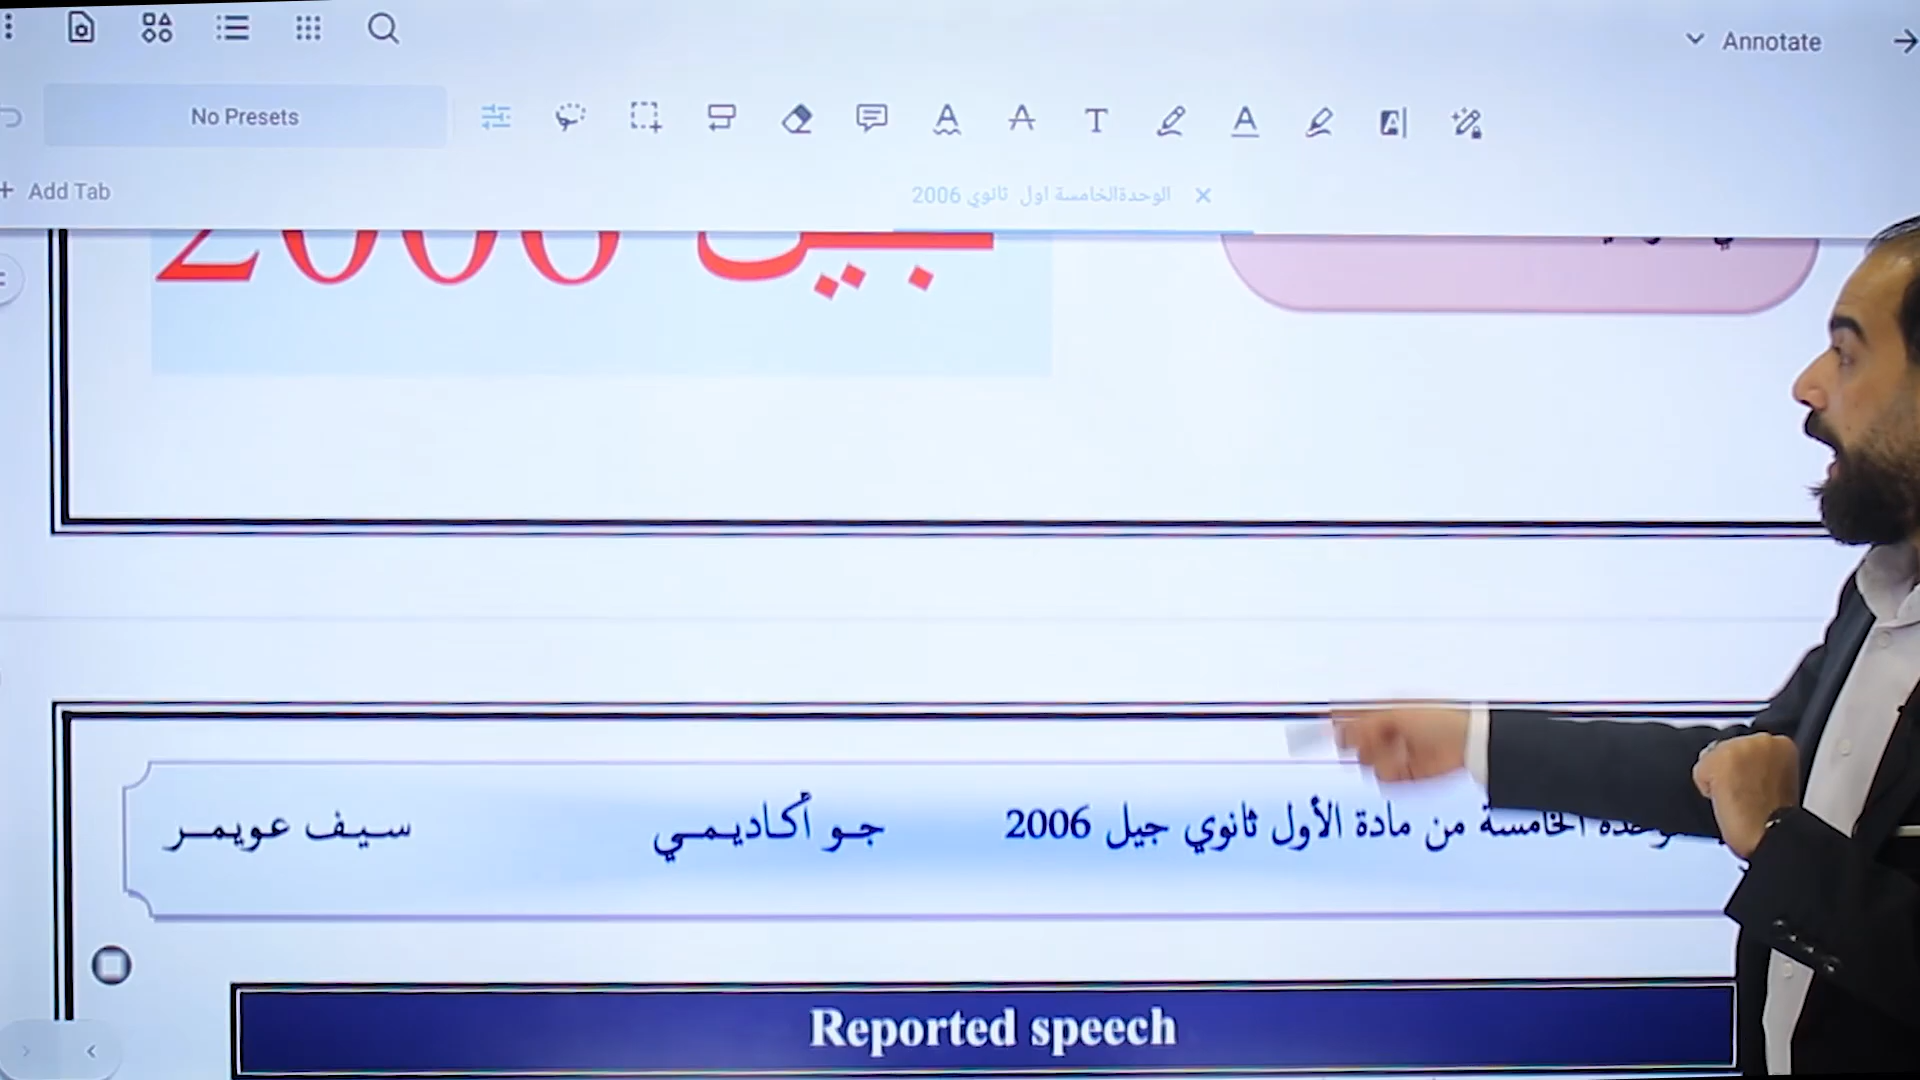 Annotate
No Presets
Add Tab
الوحدةالخامسة اول ثانوي 2006
2006
الخامسة من مادة الأول ثانوي جيل 2006 جو أكاديمي سيف عويمر
Reported speech